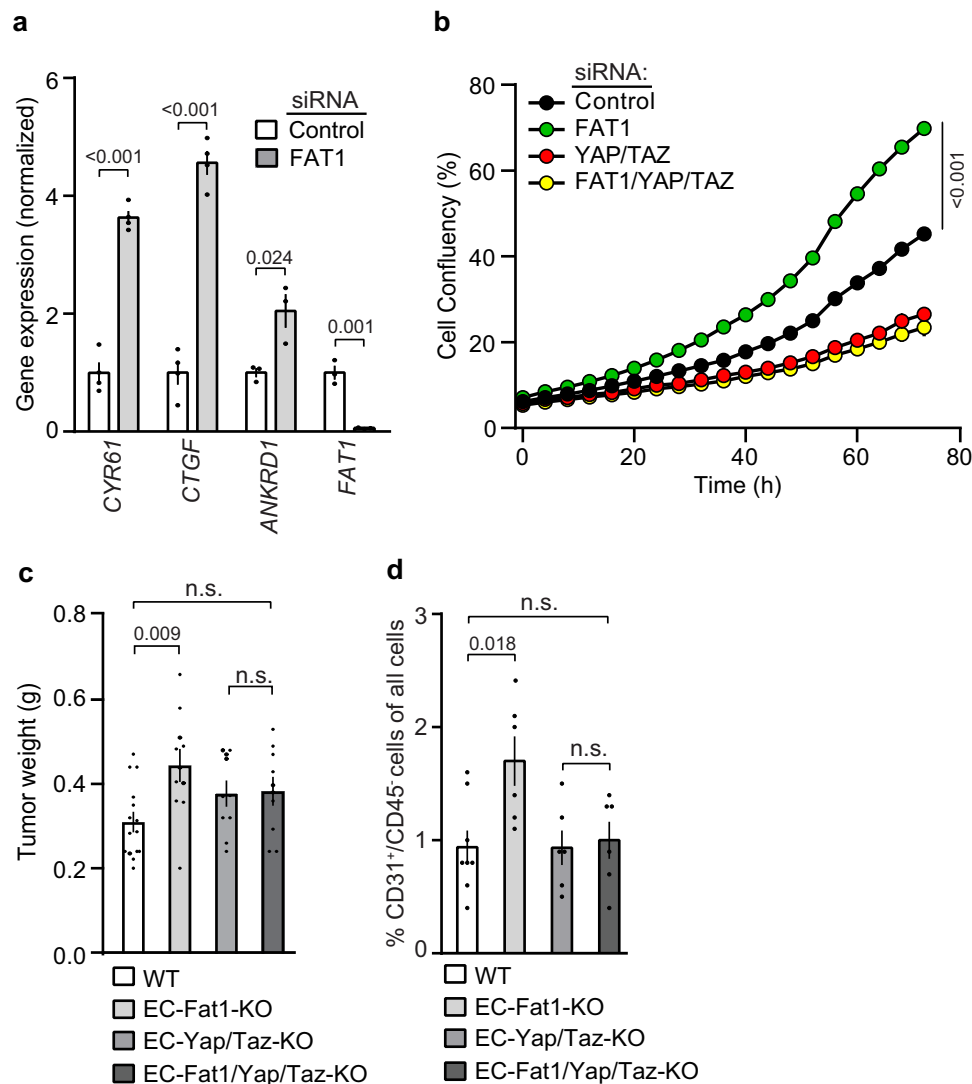 a
Gene expression (normalized)
6
4
2
0
siRNA
Control
FAT1
<0.001
<0.001
0.024
0.001
CYR61
CTGF
ANKRD1
FAT1
b
Cell Confluency (%)
80
60
40
20
0
siRNA:
Control
FAT1
YAP/TAZ
FAT1/YAP/TAZ
<0.001
0
20
40
60
80
Time (h)
c
Tumor weight (g)
0.8
0.6
0.4
0.2
0.0
n.s.
0.009
n.s.
WT
EC-Fat1-KO
EC-Yap/Taz-KO
EC-Fat1/Yap/Taz-KO
d
% CD31⁺/CD45⁻ cells of all cells
3
2
1
0
n.s.
0.018
n.s.
WT
EC-Fat1-KO
EC-Yap/Taz-KO
EC-Fat1/Yap/Taz-KO